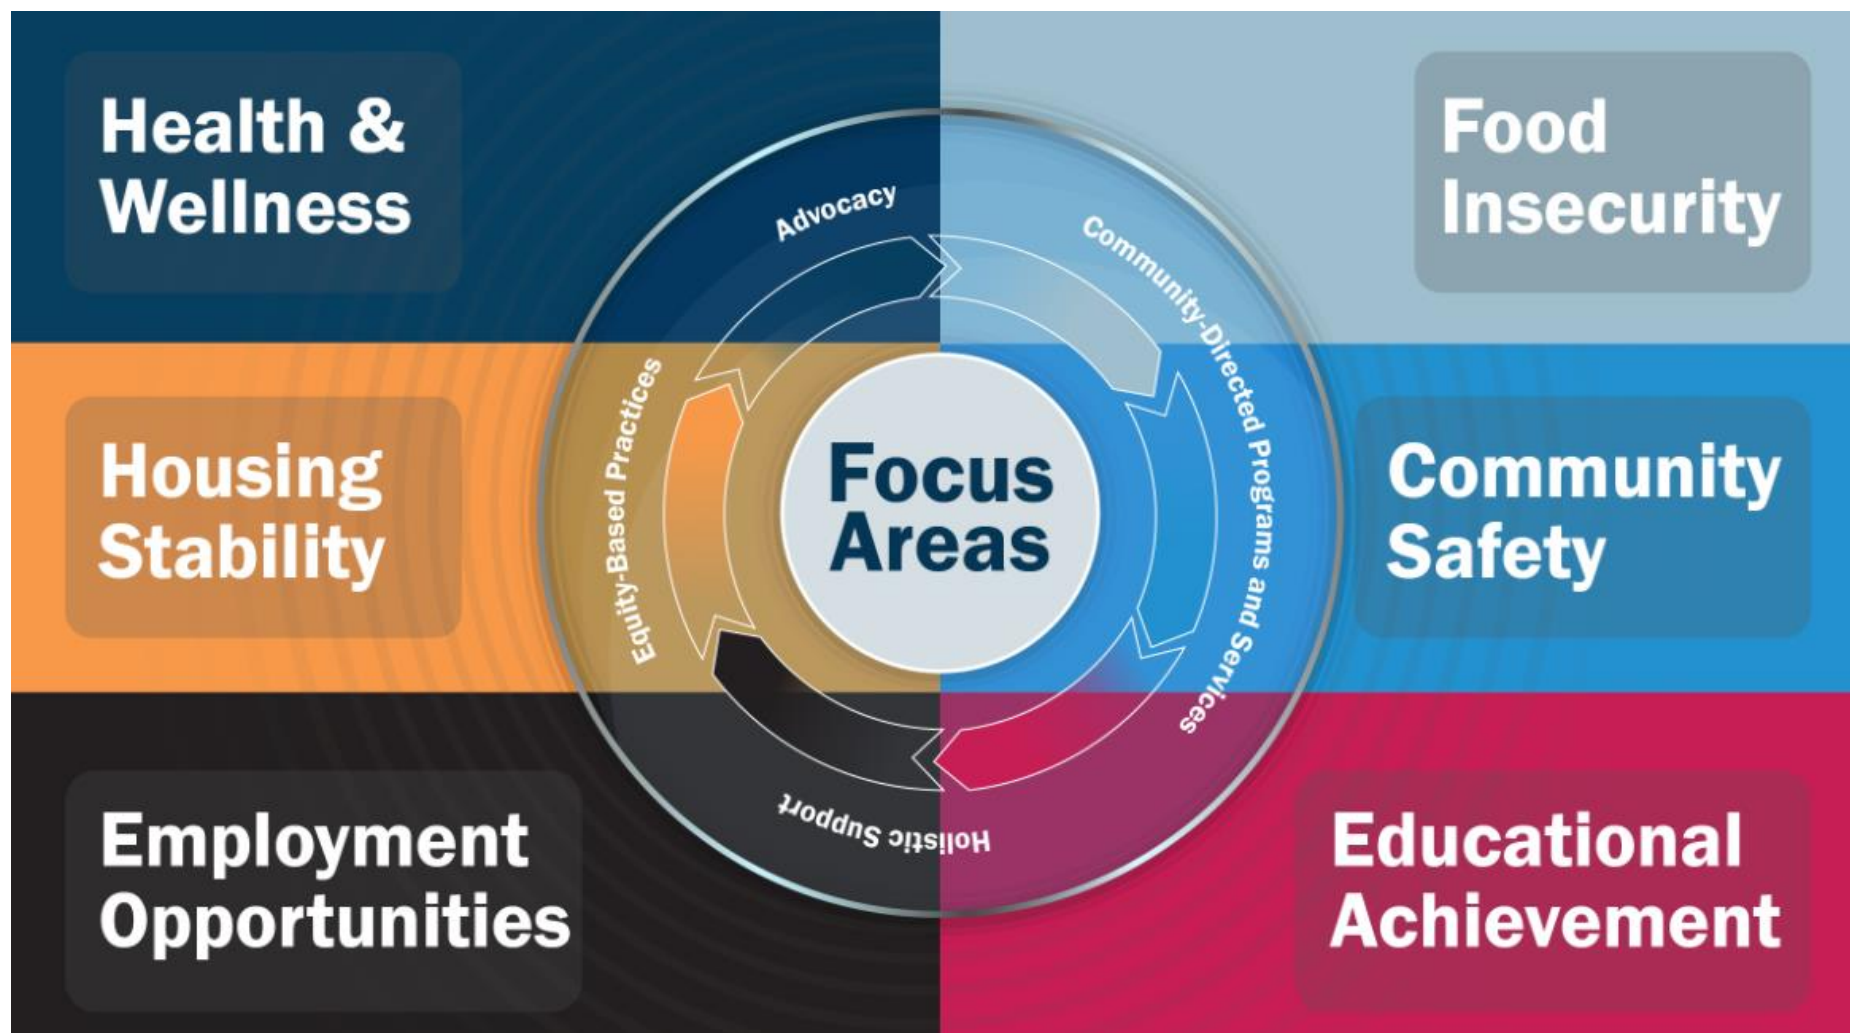 Health &
Wellness
Food
Insecurity
Advocacy
Community-Directed Programs and Services
Equity-Based Practices
Housing
Stability
Focus
Areas
Community
Safety
Holistic Support
Employment
Opportunities
Educational
Achievement